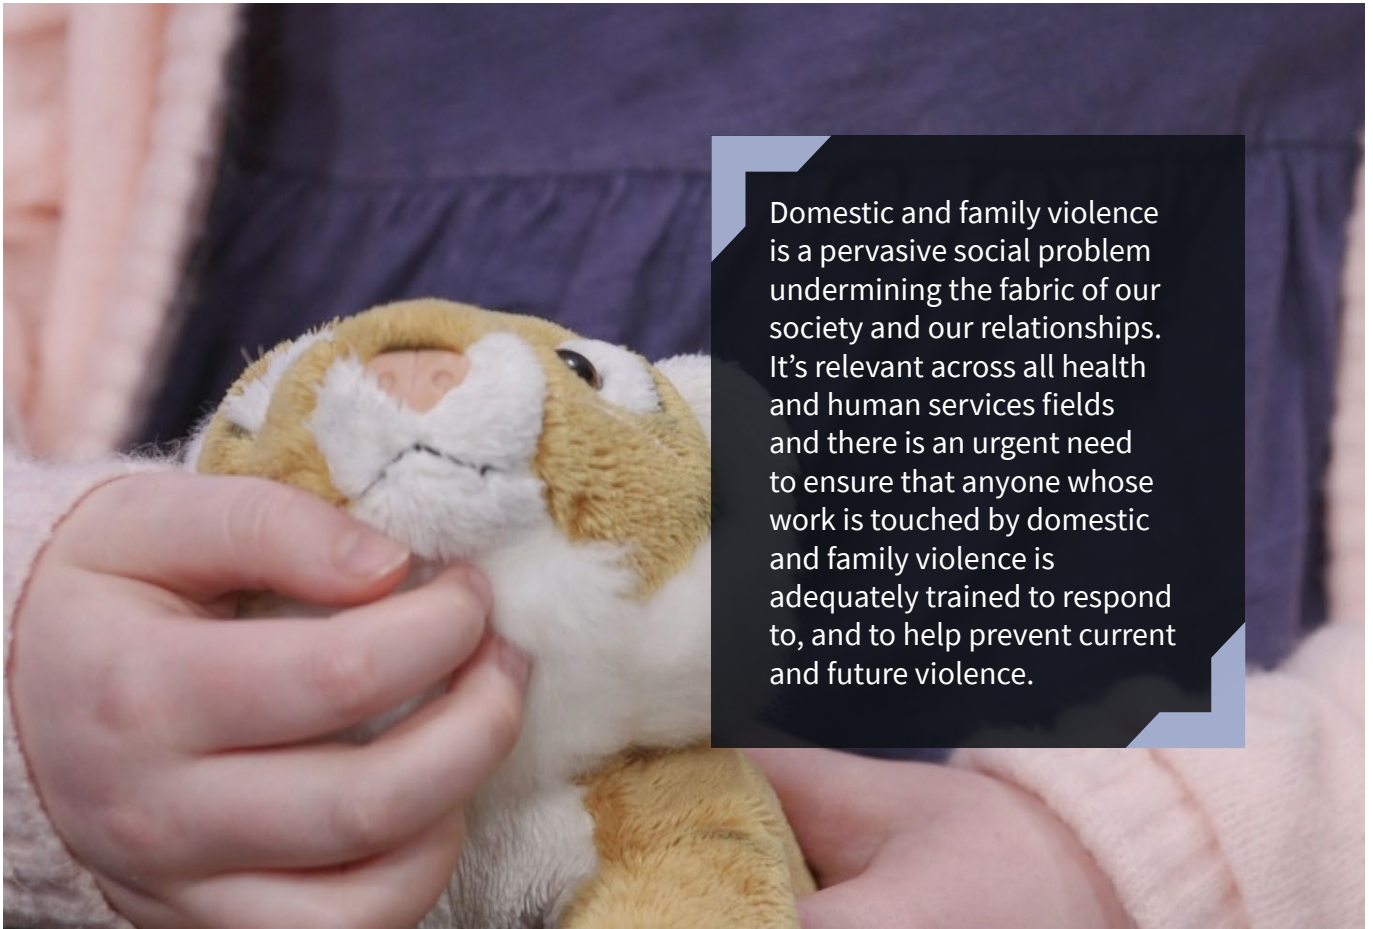 Domestic and family violence
is a pervasive social problem
undermining the fabric of our
society and our relationships.
It’s relevant across all health
and human services fields
and there is an urgent need
to ensure that anyone whose
work is touched by domestic
and family violence is
adequately trained to respond
to, and to help prevent current
and future violence.